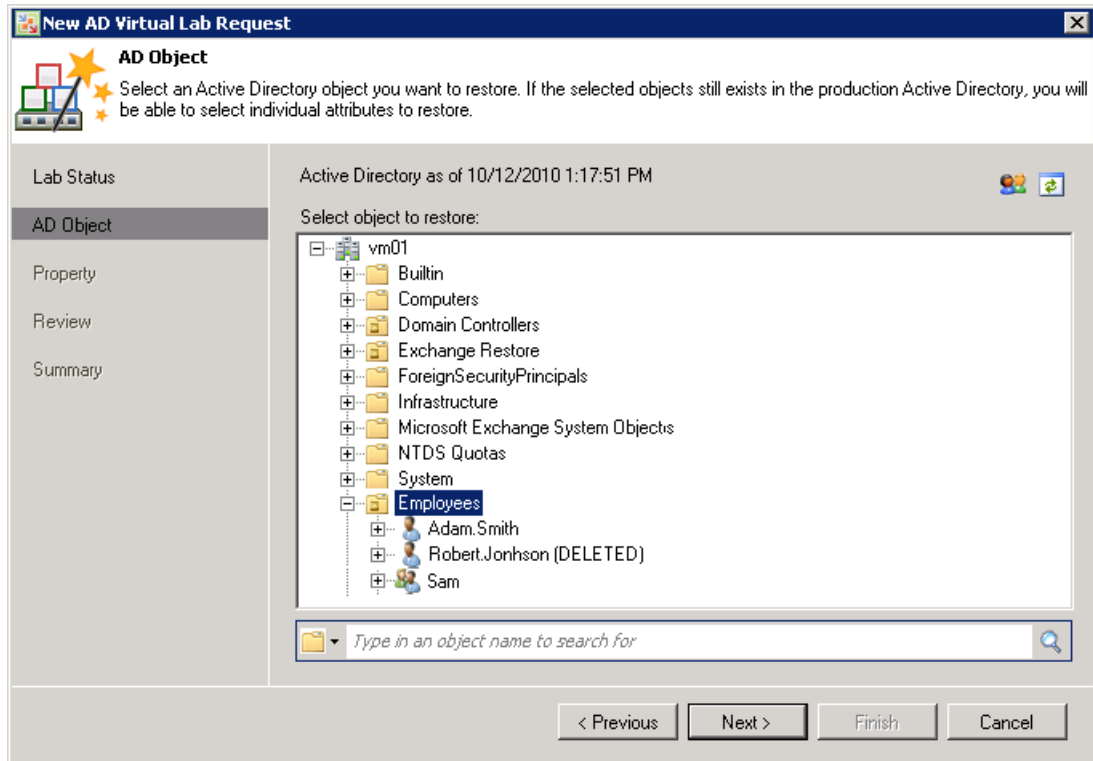 New AD Virtual Lab Request
AD Object
Select an Active Directory object you want to restore. If the selected objects still exists in the production Active Directory, you will
be able to select individual attributes to restore.
Lab Status
AD Object
Property
Review
Summary
Active Directory as of 10/12/2010 1:17:51 PM
Select object to restore:
vm01
Builtin
Computers
Domain Controllers
Exchange Restore
ForeignSecurityPrincipals
Infrastructure
Microsoft Exchange System Objects
NTDS Quotas
System
Employees
Adam.Smith
Robert.Jonhson (DELETED)
Sam
Type in an object name to search for
< Previous
Next >
Finish
Cancel